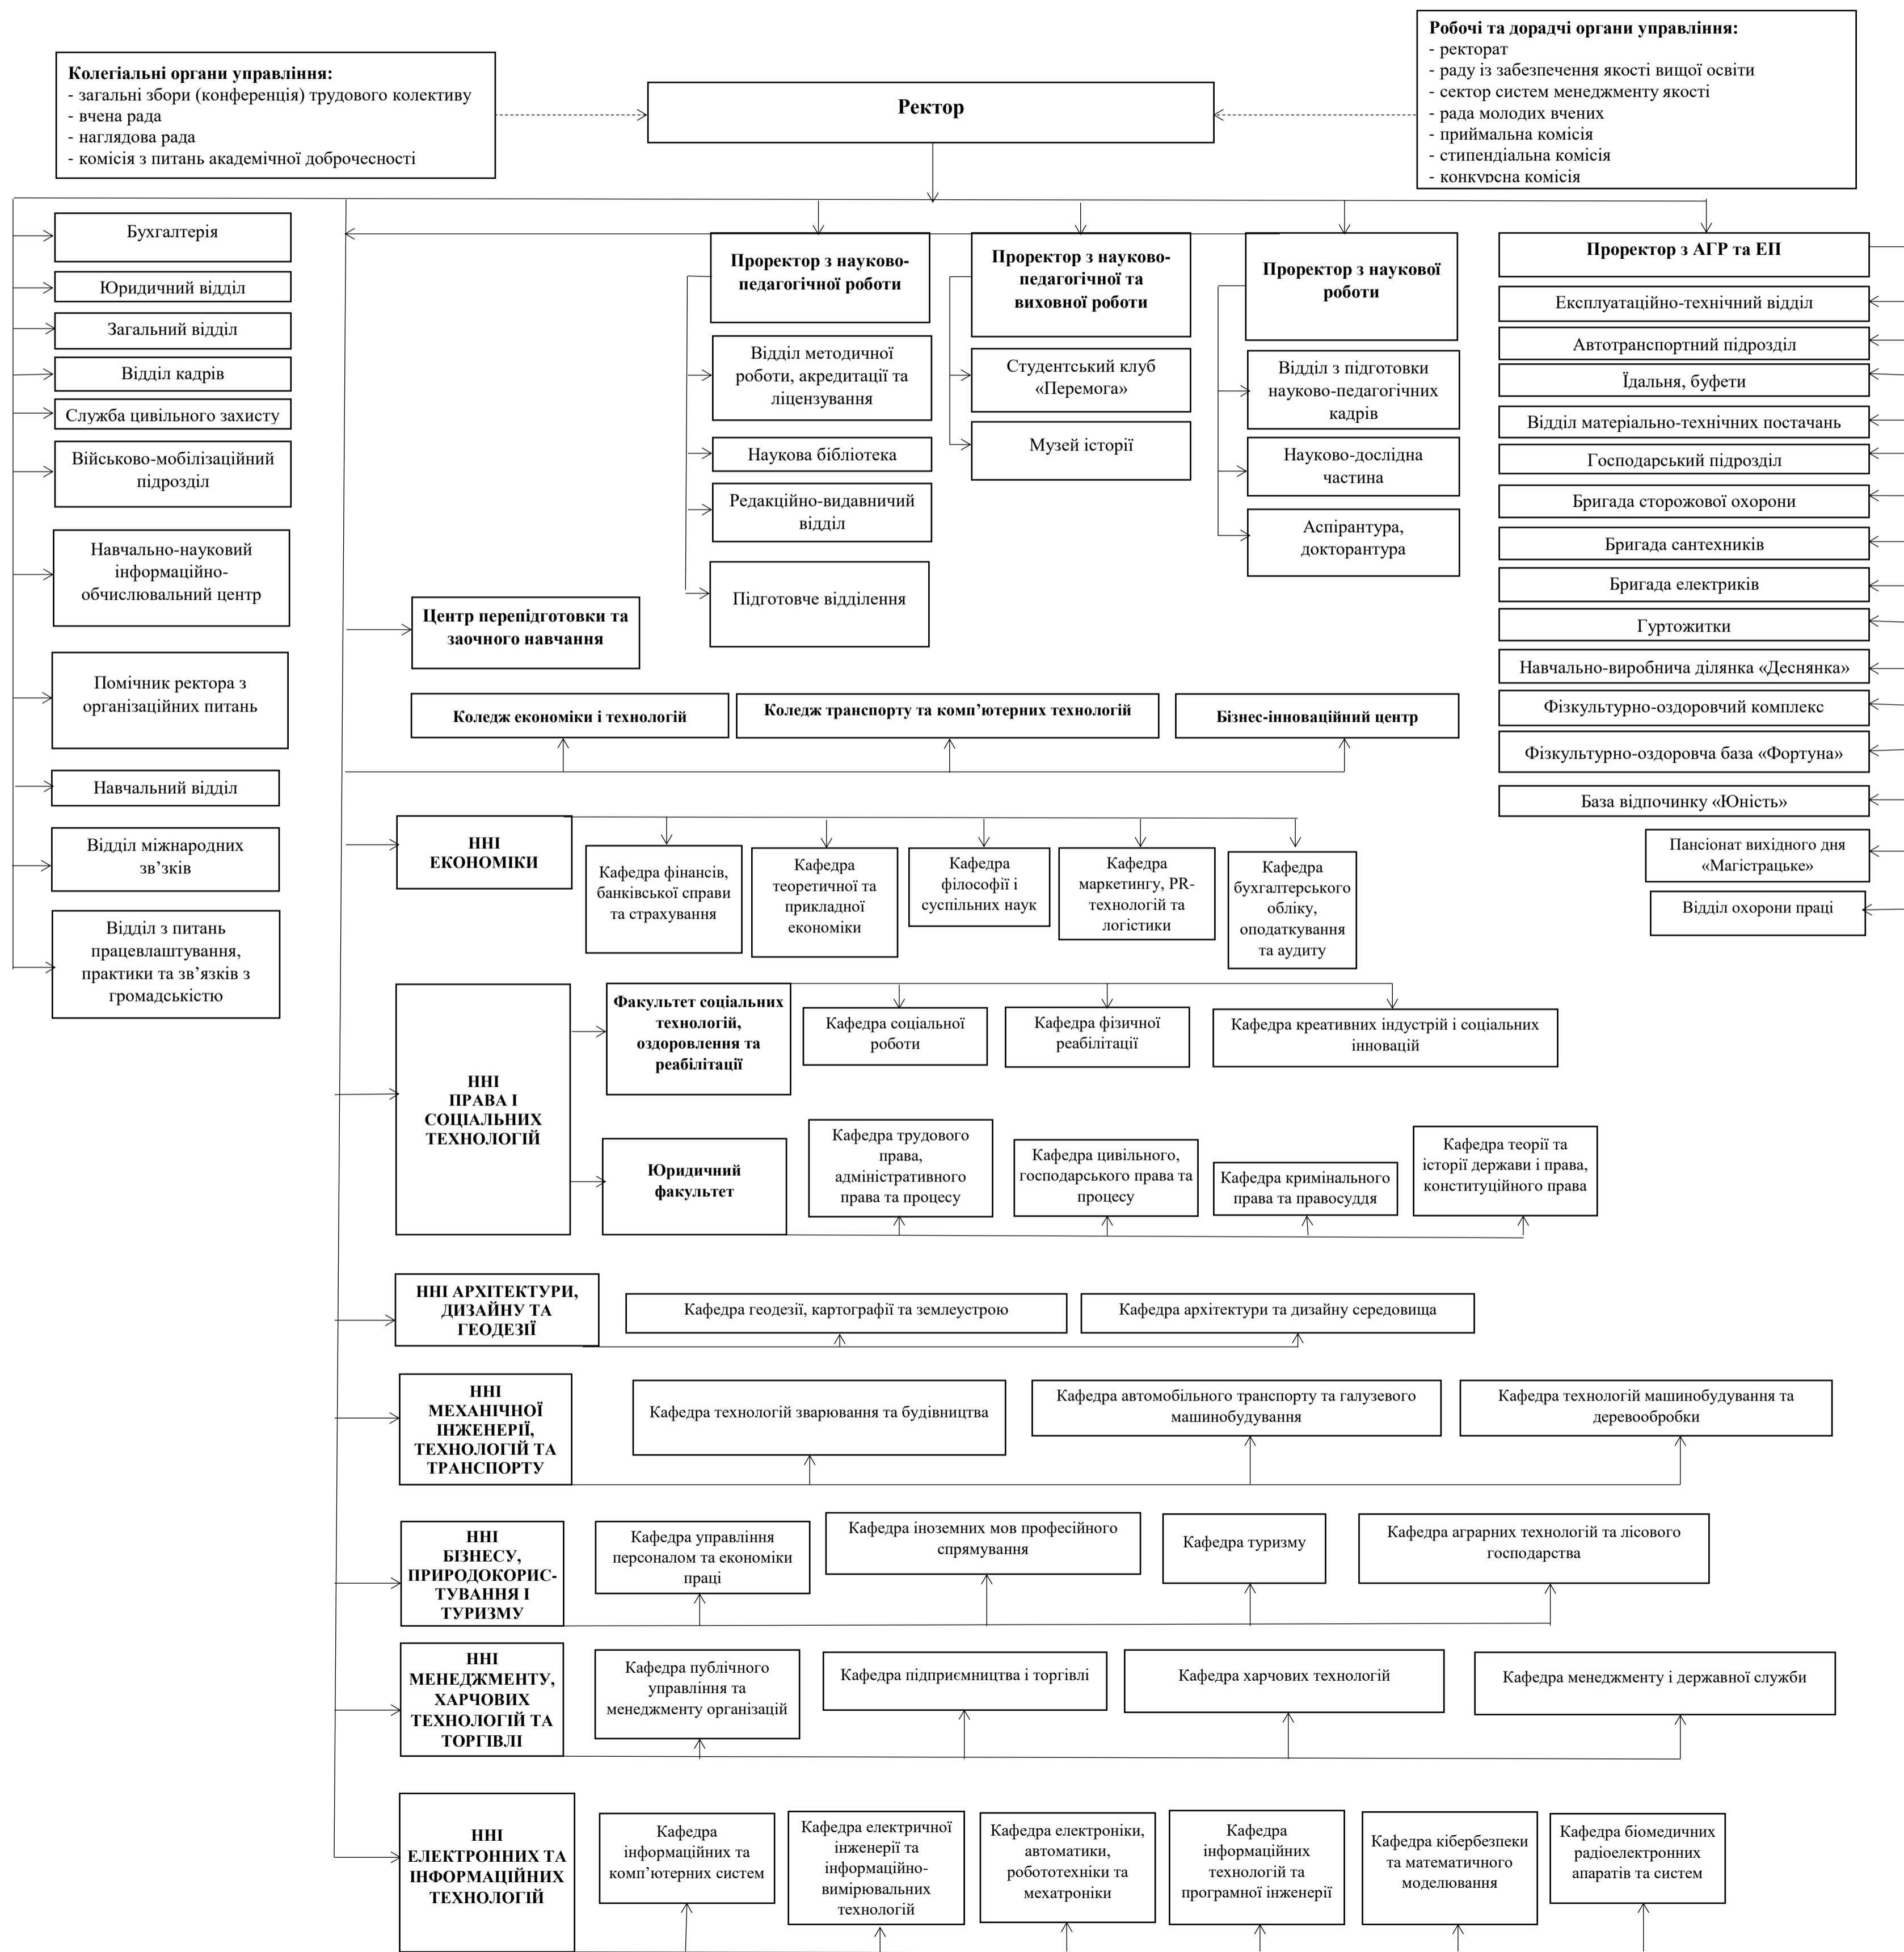 Колегіальні органи управління:
- загальні збори (конференція) трудового колективу
- вчена рада
- наглядова рада
- комісія з питань академічної доброчесності
Ректор
Робочі та дорадчі органи управління:
- ректорат
- раду із забезпечення якості вищої освіти
- сектор систем менеджменту якості
- рада молодих вчених
- приймальна комісія
- стипендіальна комісія
- конкурсна комісія
Бухгалтерія
Юридичний відділ
Загальний відділ
Відділ кадрів
Служба цивільного захисту
Військово-мобілізаційний
підрозділ
Навчально-науковий
інформаційно-
обчислювальний центр
Помічник ректора з
організаційних питань
Навчальний відділ
Відділ міжнародних
зв’зків
Відділ з питань
працевлаштування,
практики та зв’язків з
громадськістю
Проректор з науково-
педагогічної роботи
Відділ методичної
роботи, акредитації та
ліцензування
Наукова бібліотека
Редакційно-видавничий
відділ
Підготовче відділення
Проректор з науково-
педагогічної та
виховної роботи
Студентський клуб
«Перемога»
Музей історії
Проректор з наукової
роботи
Відділ з підготовки
науково-педагогічних
кадрів
Науково-дослідна
частина
Аспірантура,
докторантура
Проректор з АГР та ЕП
Експлуатаційно-технічний відділ
Автотранспортний підрозділ
Їдальня, буфети
Відділ матеріально-технічних постачань
Господарський підрозділ
Бригада сторожової охорони
Бригада сантехників
Бригада електриків
Гуртожитки
Навчально-виробнича ділянка «Деснянка»
Фізкультурно-оздоровчий комплекс
Фізкультурно-оздоровча база «Фортуна»
База відпочинку «Юність»
Пансіонат вихідного дня
«Магістрацьке»
Відділ охорони праці
Центр перепідготовки та
заочного навчання
Коледж економіки і технологій
Коледж транспорту та комп’ютерних технологій
Бізнес-інноваційний центр
ННІ
ЕКОНОМІКИ
Кафедра фінансів,
банківської справи
та страхування
Кафедра
теоретичної та
прикладної
економіки
Кафедра
філософії і
суспільних наук
Кафедра
маркетингу, PR-
технологій та
логістики
Кафедра
бухгалтерського
обліку,
оподаткування
та аудиту
ННІ
ПРАВА І
СОЦІАЛЬНИХ
ТЕХНОЛОГІЙ
Факультет соціальних
технологій,
оздоровлення та
реабілітації
Кафедра соціальної
роботи
Кафедра фізичної
реабілітації
Кафедра креативних індустрій і соціальних
інновацій
Юридичний
факультет
Кафедра трудового
права,
адміністративного
права та процесу
Кафедра цивільного,
господарського права та
процесу
Кафедра кримінального
права та правосуддя
Кафедра теорії та
історії держави і права,
конституційного права
ННІ АРХІТЕКТУРИ,
ДИЗАЙНУ ТА
ГЕОДЕЗІЇ
Кафедра геодезії, картографії та землеустрою
Кафедра архітектури та дизайну середовища
ННІ
МЕХАНІЧНОЇ
ІНЖЕНЕРІЇ,
ТЕХНОЛОГІЙ ТА
ТРАНСПОРТУ
Кафедра технологій зварювання та будівництва
Кафедра автомобільного транспорту та галузевого
машинобудування
Кафедра технологій машинобудування та
деревообробки
ННІ
БІЗНЕСУ,
ПРИРОДОКОРИС-
ТУВАННЯ І
ТУРИЗМУ
Кафедра управління
персоналом та економіки
праці
Кафедра іноземних мов професійного
спрямування
Кафедра туризму
Кафедра аграрних технологій та лісового
господарства
ННІ
МЕНЕДЖМЕНТУ,
ХАРЧОВИХ
ТЕХНОЛОГІЙ ТА
ТОРГІВЛІ
Кафедра публічного
управління та
менеджменту організацій
Кафедра підприємництва і торгівлі
Кафедра харчових технологій
Кафедра менеджменту і державної служби
ННІ
ЕЛЕКТРОННИХ ТА
ІНФОРМАЦІЙНИХ
ТЕХНОЛОГІЙ
Кафедра
інформаційних та
комп’ютерних систем
Кафедра електричної
інженерії та
інформаційно-
вимірювальних
технологій
Кафедра електроніки,
автоматики,
робототехніки та
мехатроніки
Кафедра
інформаційних
технологій та
програмної інженерії
Кафедра кібербезпеки
та математичного
моделювання
Кафедра біомедичних
радіоелектронних
апаратів та систем